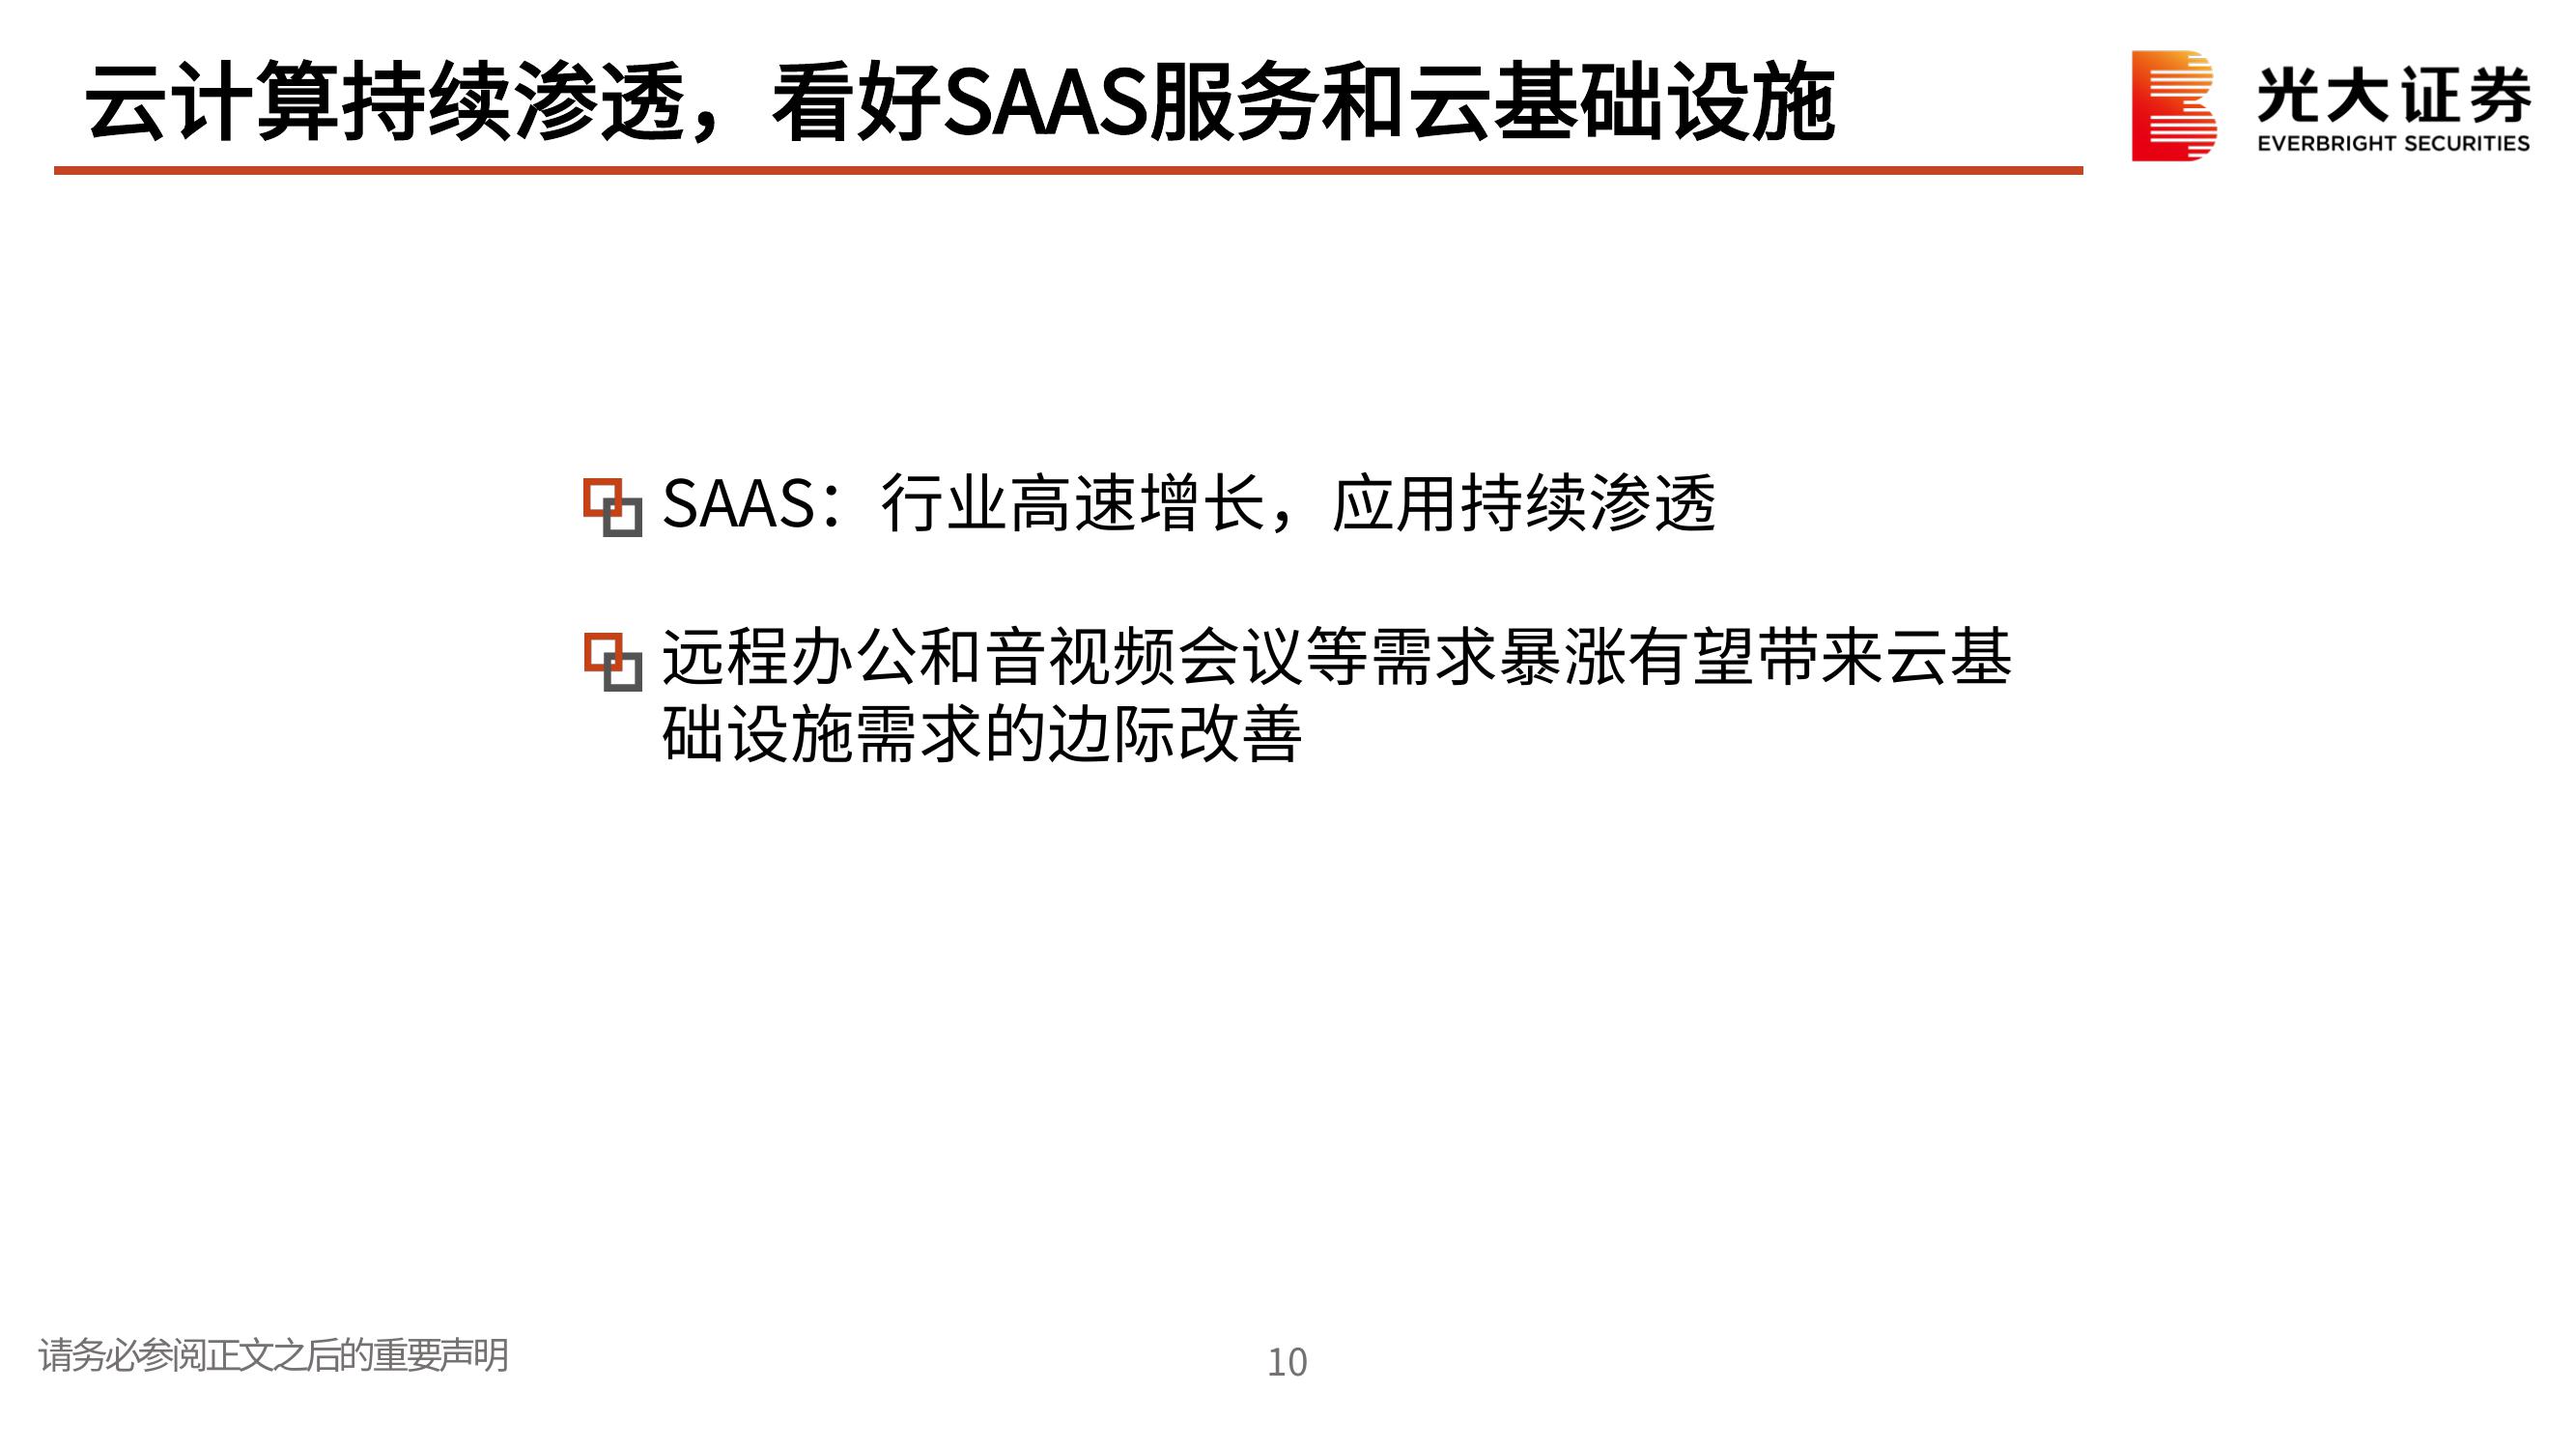 云计算持续渗透，看好SAAS服务和云基础设施
光大证券
EVERBRIGHT SECURITIES
SAAS：行业高速增长，应用持续渗透
远程办公和音视频会议等需求暴涨有望带来云基
础设施需求的边际改善
请务必参阅正文之后的重要声明
10